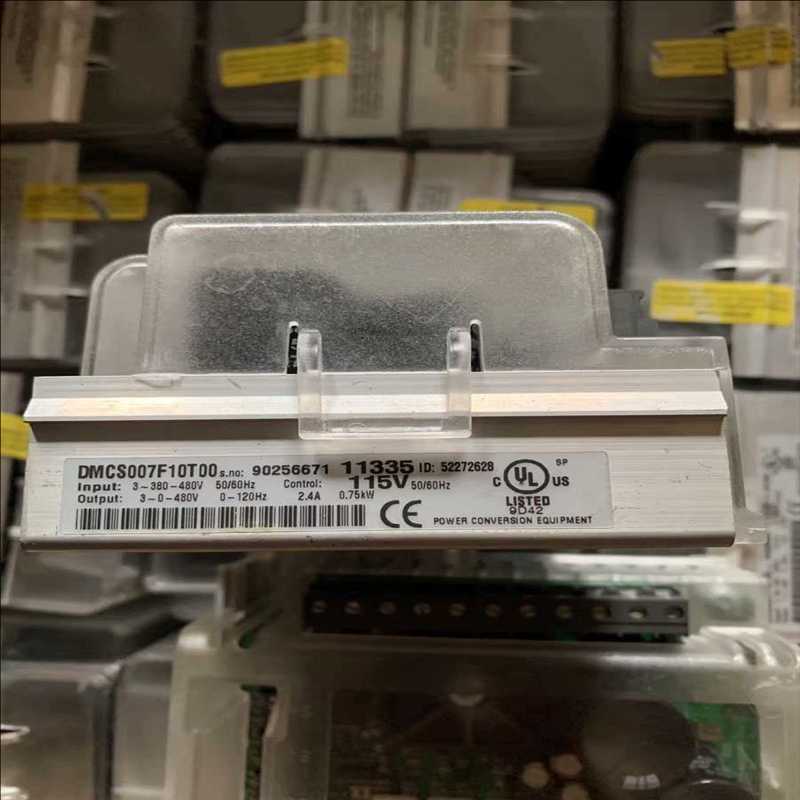 DMCS007F10T00 s.no: 90256671 11335 ID: 52272628
Input: 3-380-480V 50/60Hz Control: 115V 50/60Hz
Output: 3-0-480V 0-120Hz 2.4A 0.75kW
CE
C UL US
SP
LISTED
9D42
POWER CONVERSION EQUIPMENT